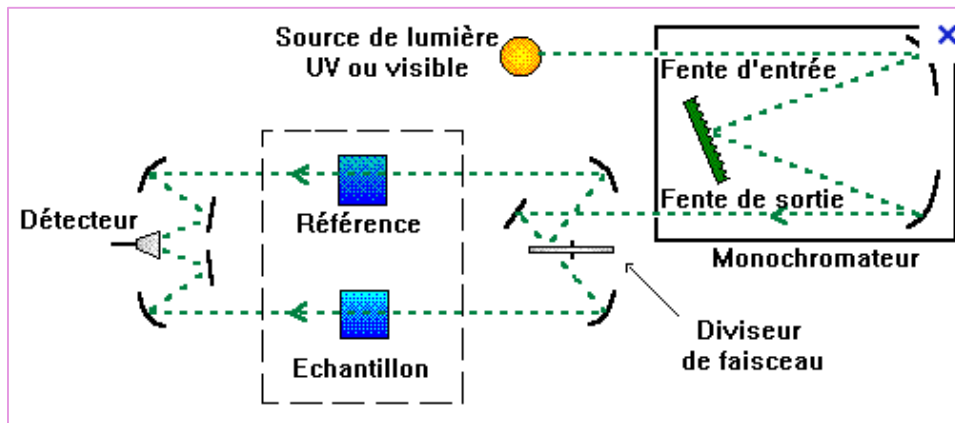 Source de lumière
UV ou visible
Fente d'entrée
Fente de sortie
Monochromateur
Détecteur
Référence
Echantillon
Diviseur
de faisceau